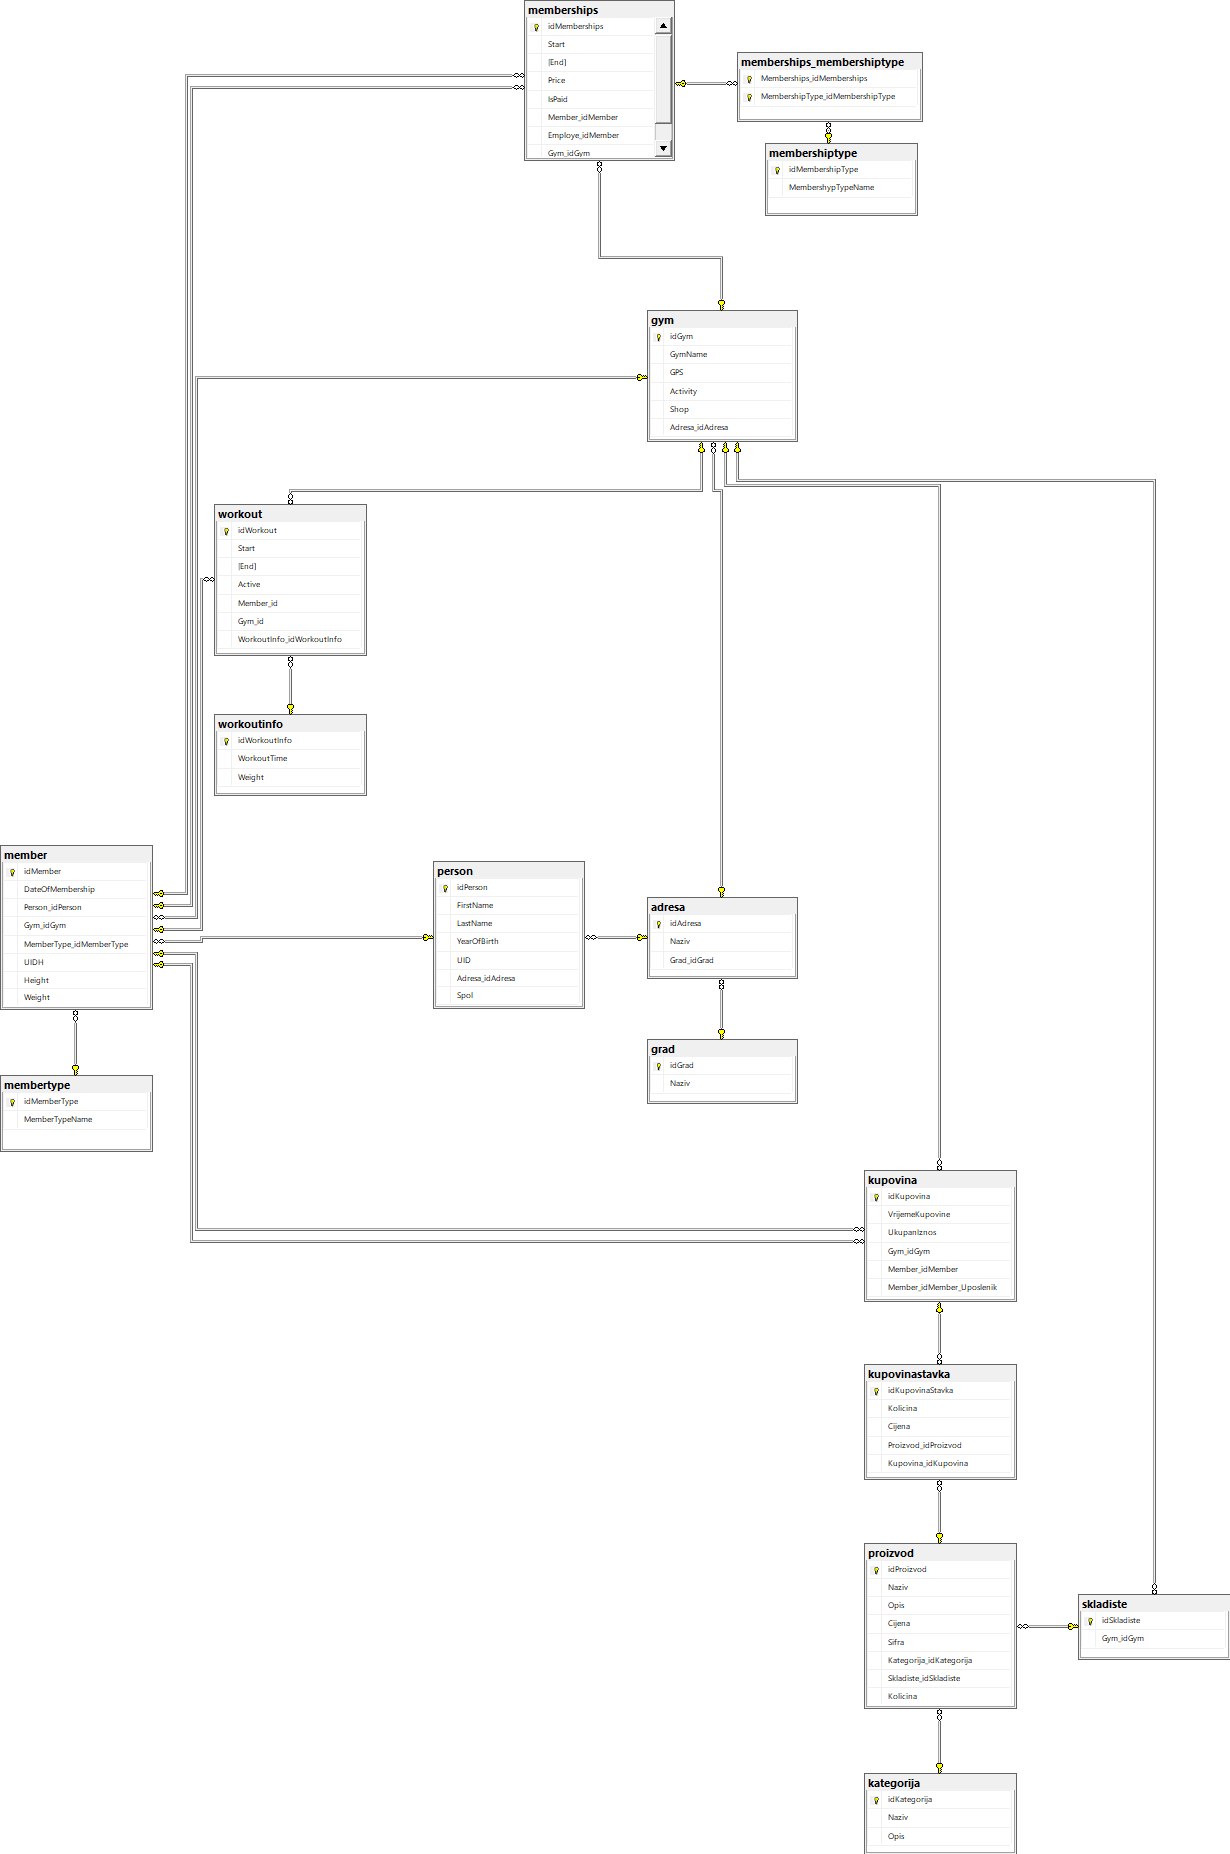 memberships
idMemberships
Start
[End]
Price
IsPaid
Member_idMember
Employe_idMember
Gym_idGym
memberships_membershiptype
Memberships_idMemberships
MembershipType_idMembershipType
membershiptype
idMembershipType
MembershypTypeName
gym
idGym
GymName
GPS
Activity
Shop
Adresa_idAdresa
workout
idWorkout
Start
[End]
Active
Member_id
Gym_id
WorkoutInfo_idWorkoutInfo
workoutinfo
idWorkoutInfo
WorkoutTime
Weight
member
idMember
DateOfMembership
Person_idPerson
Gym_idGym
MemberType_idMemberType
UIDH
Height
Weight
person
idPerson
FirstName
LastName
YearOfBirth
UID
Adresa_idAdresa
Spol
adresa
idAdresa
Naziv
Grad_idGrad
grad
idGrad
Naziv
membertype
idMemberType
MemberTypeName
kupovina
idKupovina
VrijemeKupovine
UkupanIznos
Gym_idGym
Member_idMember
Member_idMember_Uposlenik
kupovinastavka
idKupovinaStavka
Kolicina
Cijena
Proizvod_idProizvod
Kupovina_idKupovina
proizvod
idProizvod
Naziv
Opis
Cijena
Sifra
Kategorija_idKategorija
Skladiste_idSkladiste
Kolicina
skladiste
idSkladiste
Gym_idGym
kategorija
idKategorija
Naziv
Opis